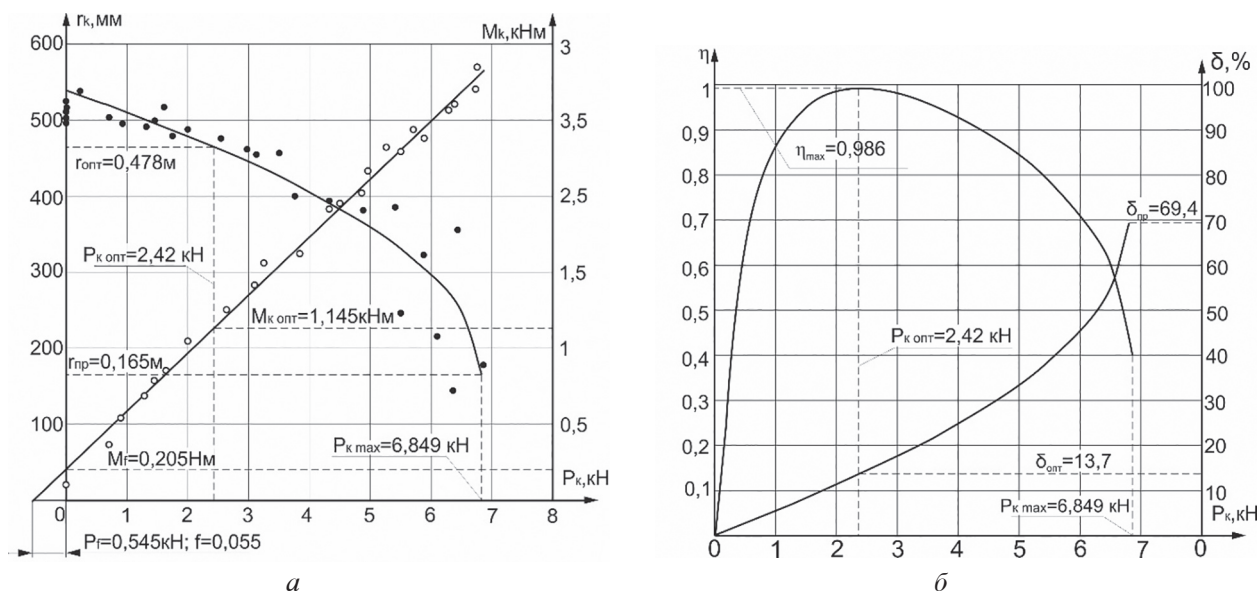 rₖ,мм
Mₖ,кНм
600
3
500
3,5
rопт=0,478м
400
2,5
Pк опт=2,42 кН
300
1,5
Mк опт=1,145кНм
200
1
rпр=0,165м
100
0,5
Pк max=6,849 кН
Mf=0,205Нм
Pк,кН
0 1 2 3 4 5 6 7 8
Pf=0,545кН; f=0,055
а
η
δ,%
1
100
ηmax=0,986
0,9
90
0,8
80
δпр=69,4
0,7
70
0,6
60
0,5
50
Pк опт=2,42 кН
0,4
40
0,3
30
0,2
20
δопт=13,7
0,1
10
Pк max=6,849 кН
Pк,кН
0 1 2 3 4 5 6 7 0
б